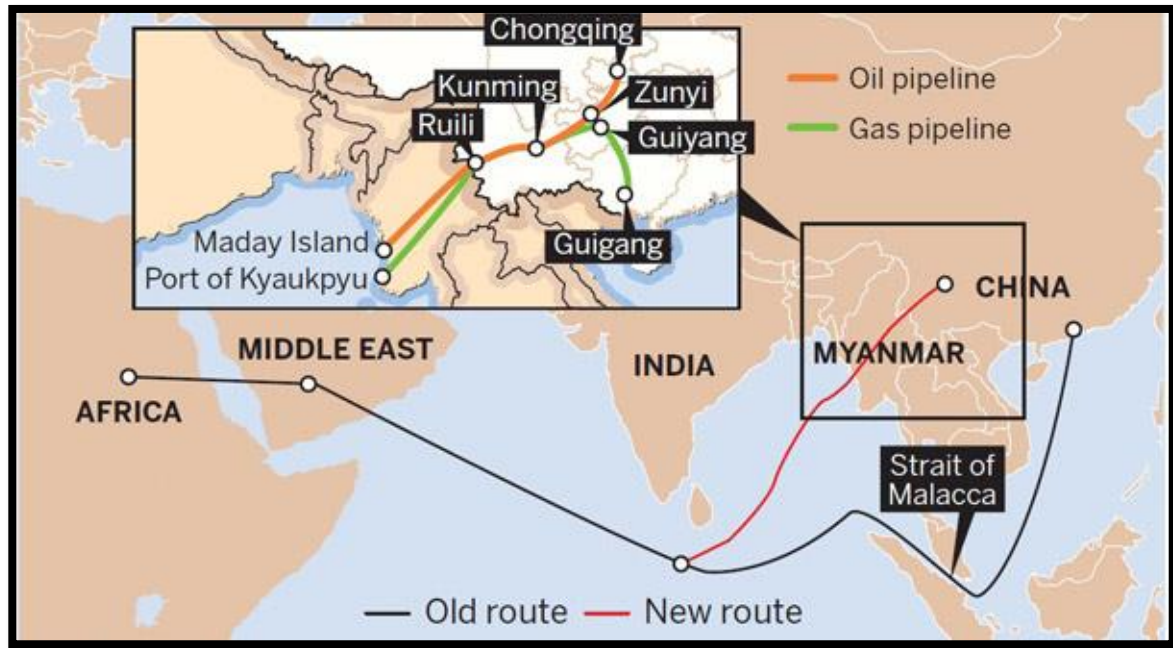 Chongqing
Kunming
Zunyi
Ruili
Guiyang
Maday Island
Guigang
Port of Kyaukpyu
Oil pipeline
Gas pipeline
CHINA
MIDDLE EAST
INDIA
MYANMAR
AFRICA
Strait of
Malacca
Old route
New route